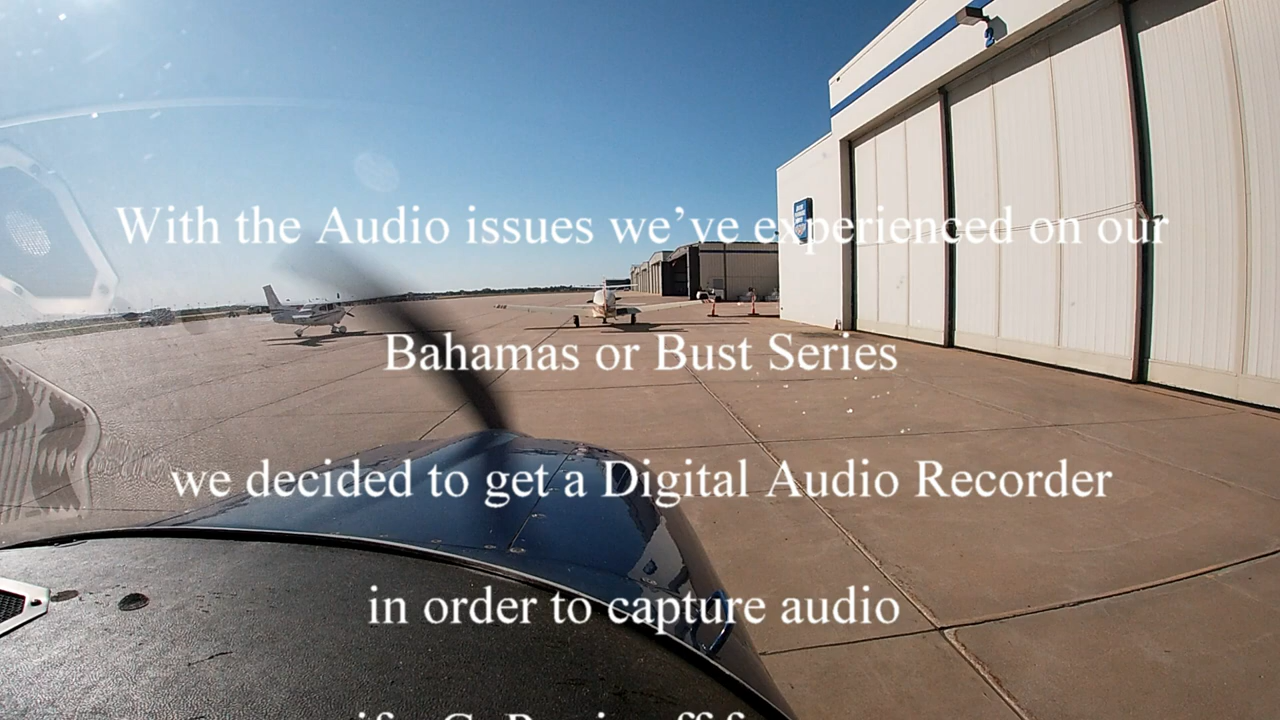 With the Audio issues we’ve experienced on our
Bahamas or Bust Series
we decided to get a Digital Audio Recorder
in order to capture audio
2